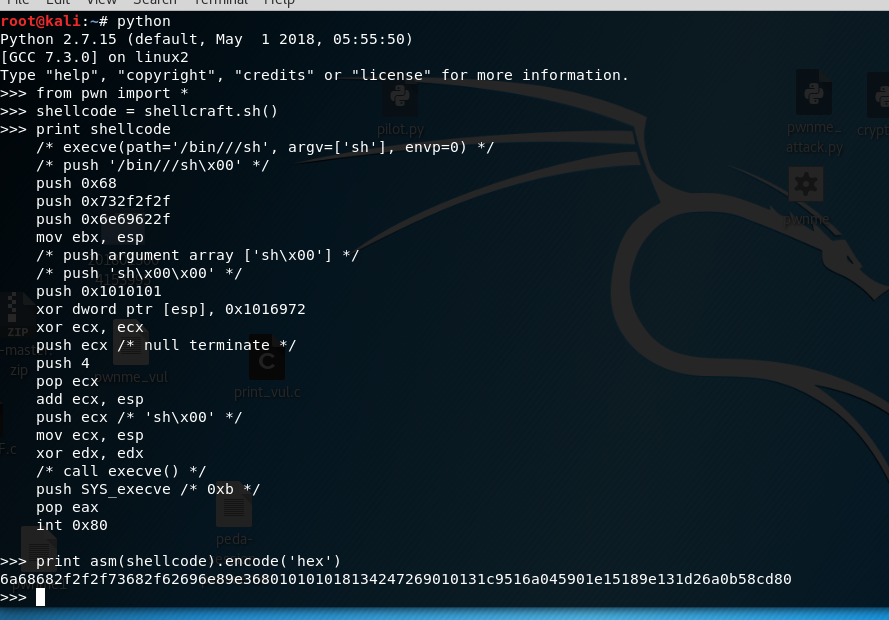 File Edit View Search Terminal Help
root@kali:~# python
Python 2.7.15 (default, May  1 2018, 05:55:50)
[GCC 7.3.0] on linux2
Type "help", "copyright", "credits" or "license" for more information.
>>> from pwn import *
>>> shellcode = shellcraft.sh()
>>> print shellcode
    /* execve(path='/bin///sh', argv=['sh'], envp=0) */
    /* push '/bin///sh\x00' */
    push 0x68
    push 0x732f2f2f
    push 0x6e69622f
    mov ebx, esp
    /* push argument array ['sh\x00'] */
    /* push 'sh\x00\x00' */
    push 0x1010101
    xor dword ptr [esp], 0x1016972
    xor ecx, ecx
    push ecx /* null terminate */
    push 4
    pop ecx
    add ecx, esp
    push ecx /* 'sh\x00' */
    mov ecx, esp
    xor edx, edx
    /* call execve() */
    push SYS_execve /* 0xb */
    pop eax
    int 0x80
>>> print asm(shellcode).encode('hex')
6a68682f2f2f73682f62696e89e368010101018134247269010131c9516a045901e15189e131d26a0b58cd80
>>>
pilot.py
pwnme_
attack.py
crypt
pwnme
ZIP
-master.
zip
pwnme_vul
C
print_vul.c
F.c
peda-